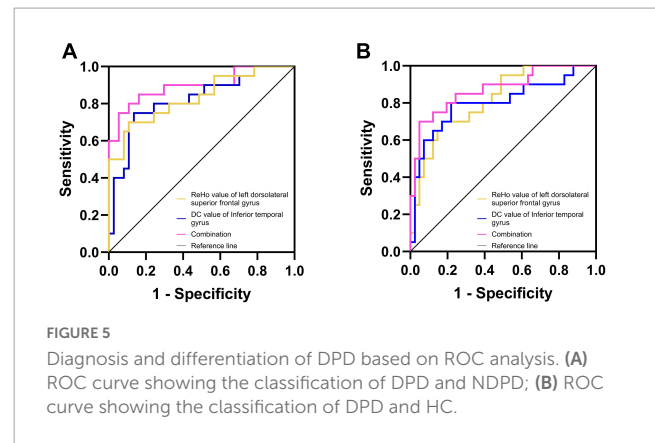 A
B
1.0
0.8
0.6
0.4
0.2
0.0
Sensitivity
ReHo value of left dorsolateral
superior frontal gyrus
DC value of Inferior temporal
gyrus
Combination
Reference line
0.0 0.2 0.4 0.6 0.8 1.0
1 - Specificity
1.0
0.8
0.6
0.4
0.2
0.0
Sensitivity
ReHo value of left dorsolateral
superior frontal gyrus
DC value of Inferior temporal
gyrus
Combination
Reference line
0.0 0.2 0.4 0.6 0.8 1.0
1 - Specificity
FIGURE 5
Diagnosis and differentiation of DPD based on ROC analysis. (A)
ROC curve showing the classification of DPD and NDPD; (B) ROC
curve showing the classification of DPD and HC.